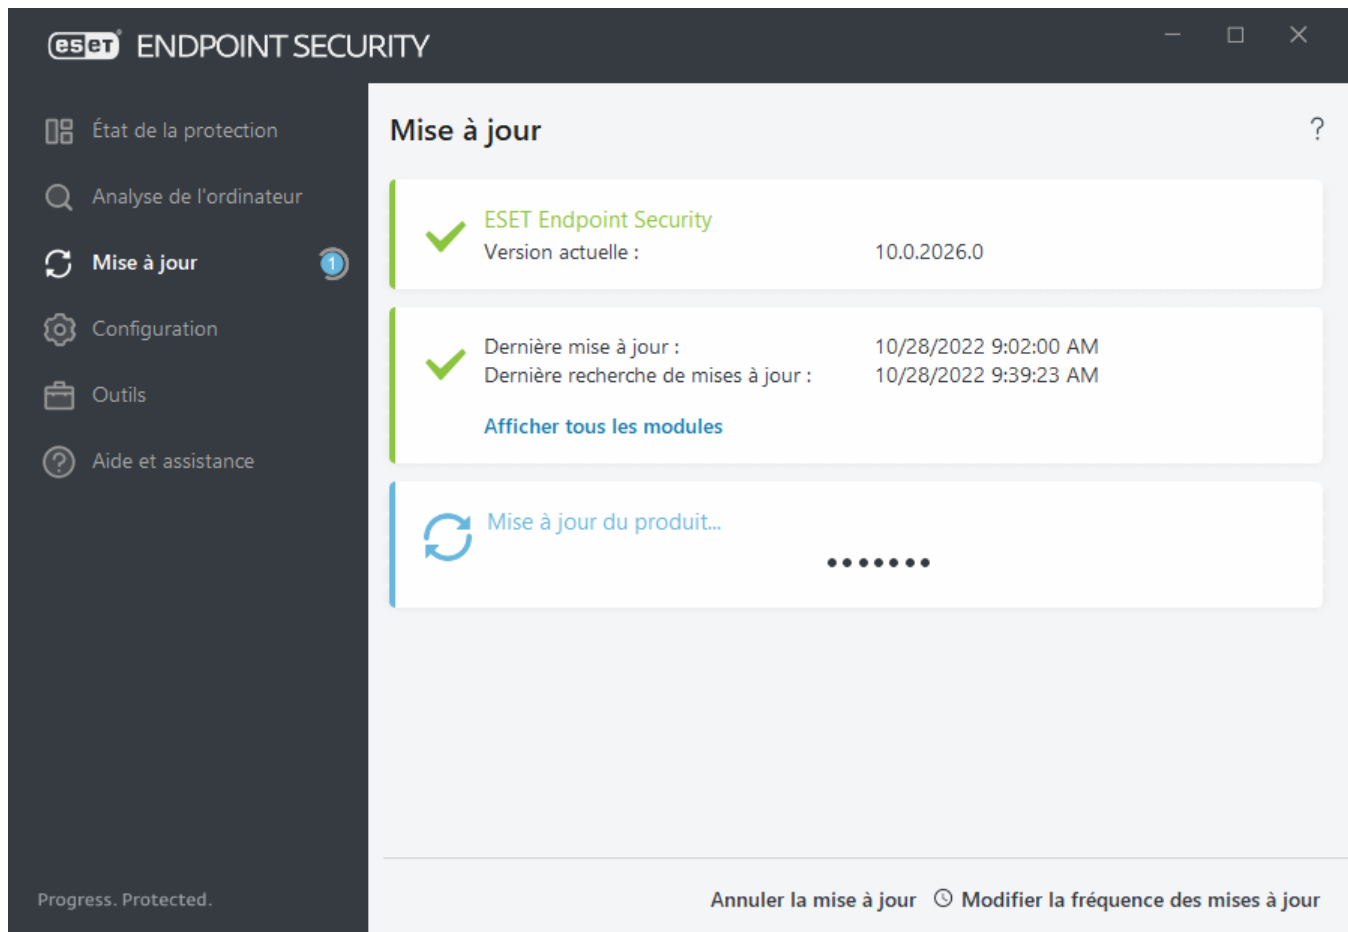 eset ENDPOINT SECURITY
État de la protection
Analyse de l'ordinateur
Mise à jour
1
Configuration
Outils
Aide et assistance
Progress. Protected.
Mise à jour
?
ESET Endpoint Security
Version actuelle : 10.0.2026.0
Dernière mise à jour : 10/28/2022 9:02:00 AM
Dernière recherche de mises à jour : 10/28/2022 9:39:23 AM
Afficher tous les modules
Mise à jour du produit...
Annuler la mise à jour Modifier la fréquence des mises à jour